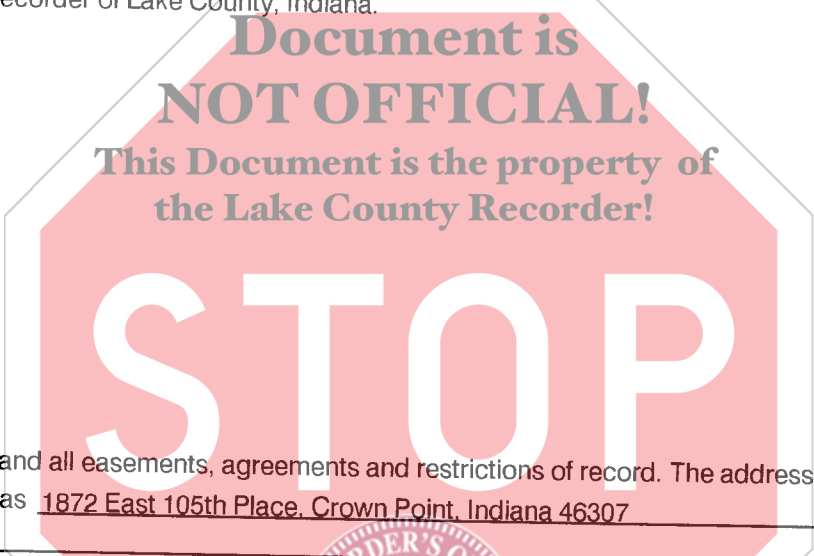 ecorder of Lake County, Indiana.
Document is
NOT OFFICIAL!
This Document is the property of
the Lake County Recorder!
STOP
and all easements, agreements and restrictions of record. The address
as 1872 East 105th Place, Crown Point, Indiana 46307
RDER'S O